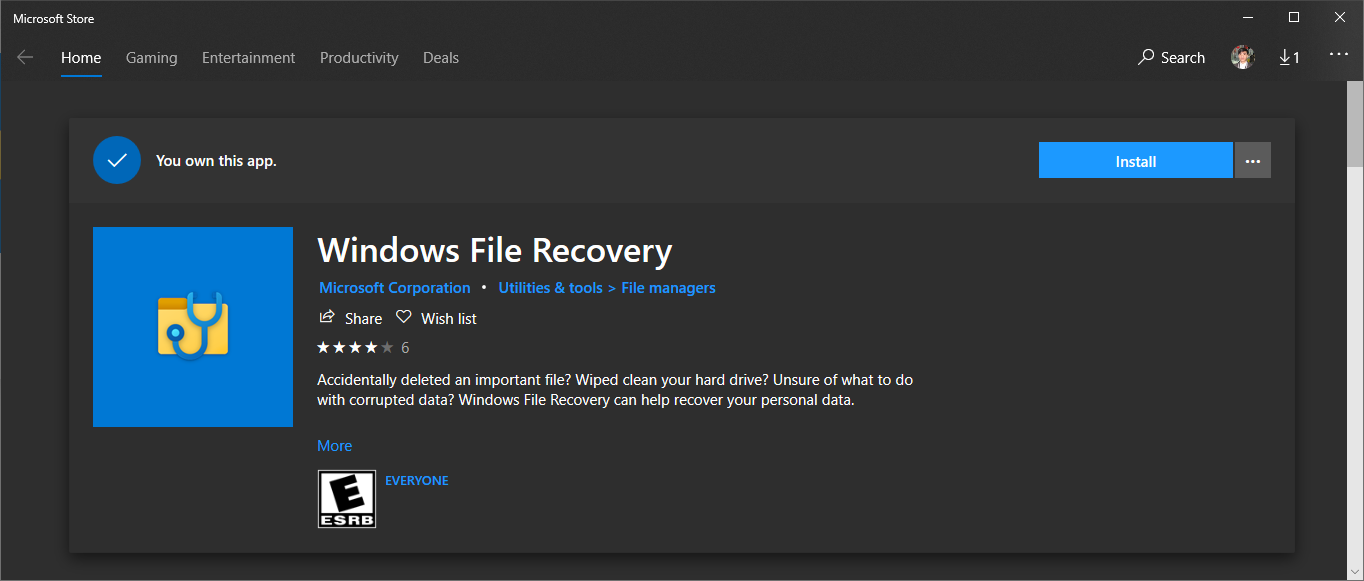 Microsoft Store
Home Gaming Entertainment Productivity Deals Search 1
You own this app. Install
Windows File Recovery
Microsoft Corporation • Utilities & tools > File managers
Share Wish list
6
Accidentally deleted an important file? Wiped clean your hard drive? Unsure of what to do
with corrupted data? Windows File Recovery can help recover your personal data.
More
E EVERYONE
ESRB